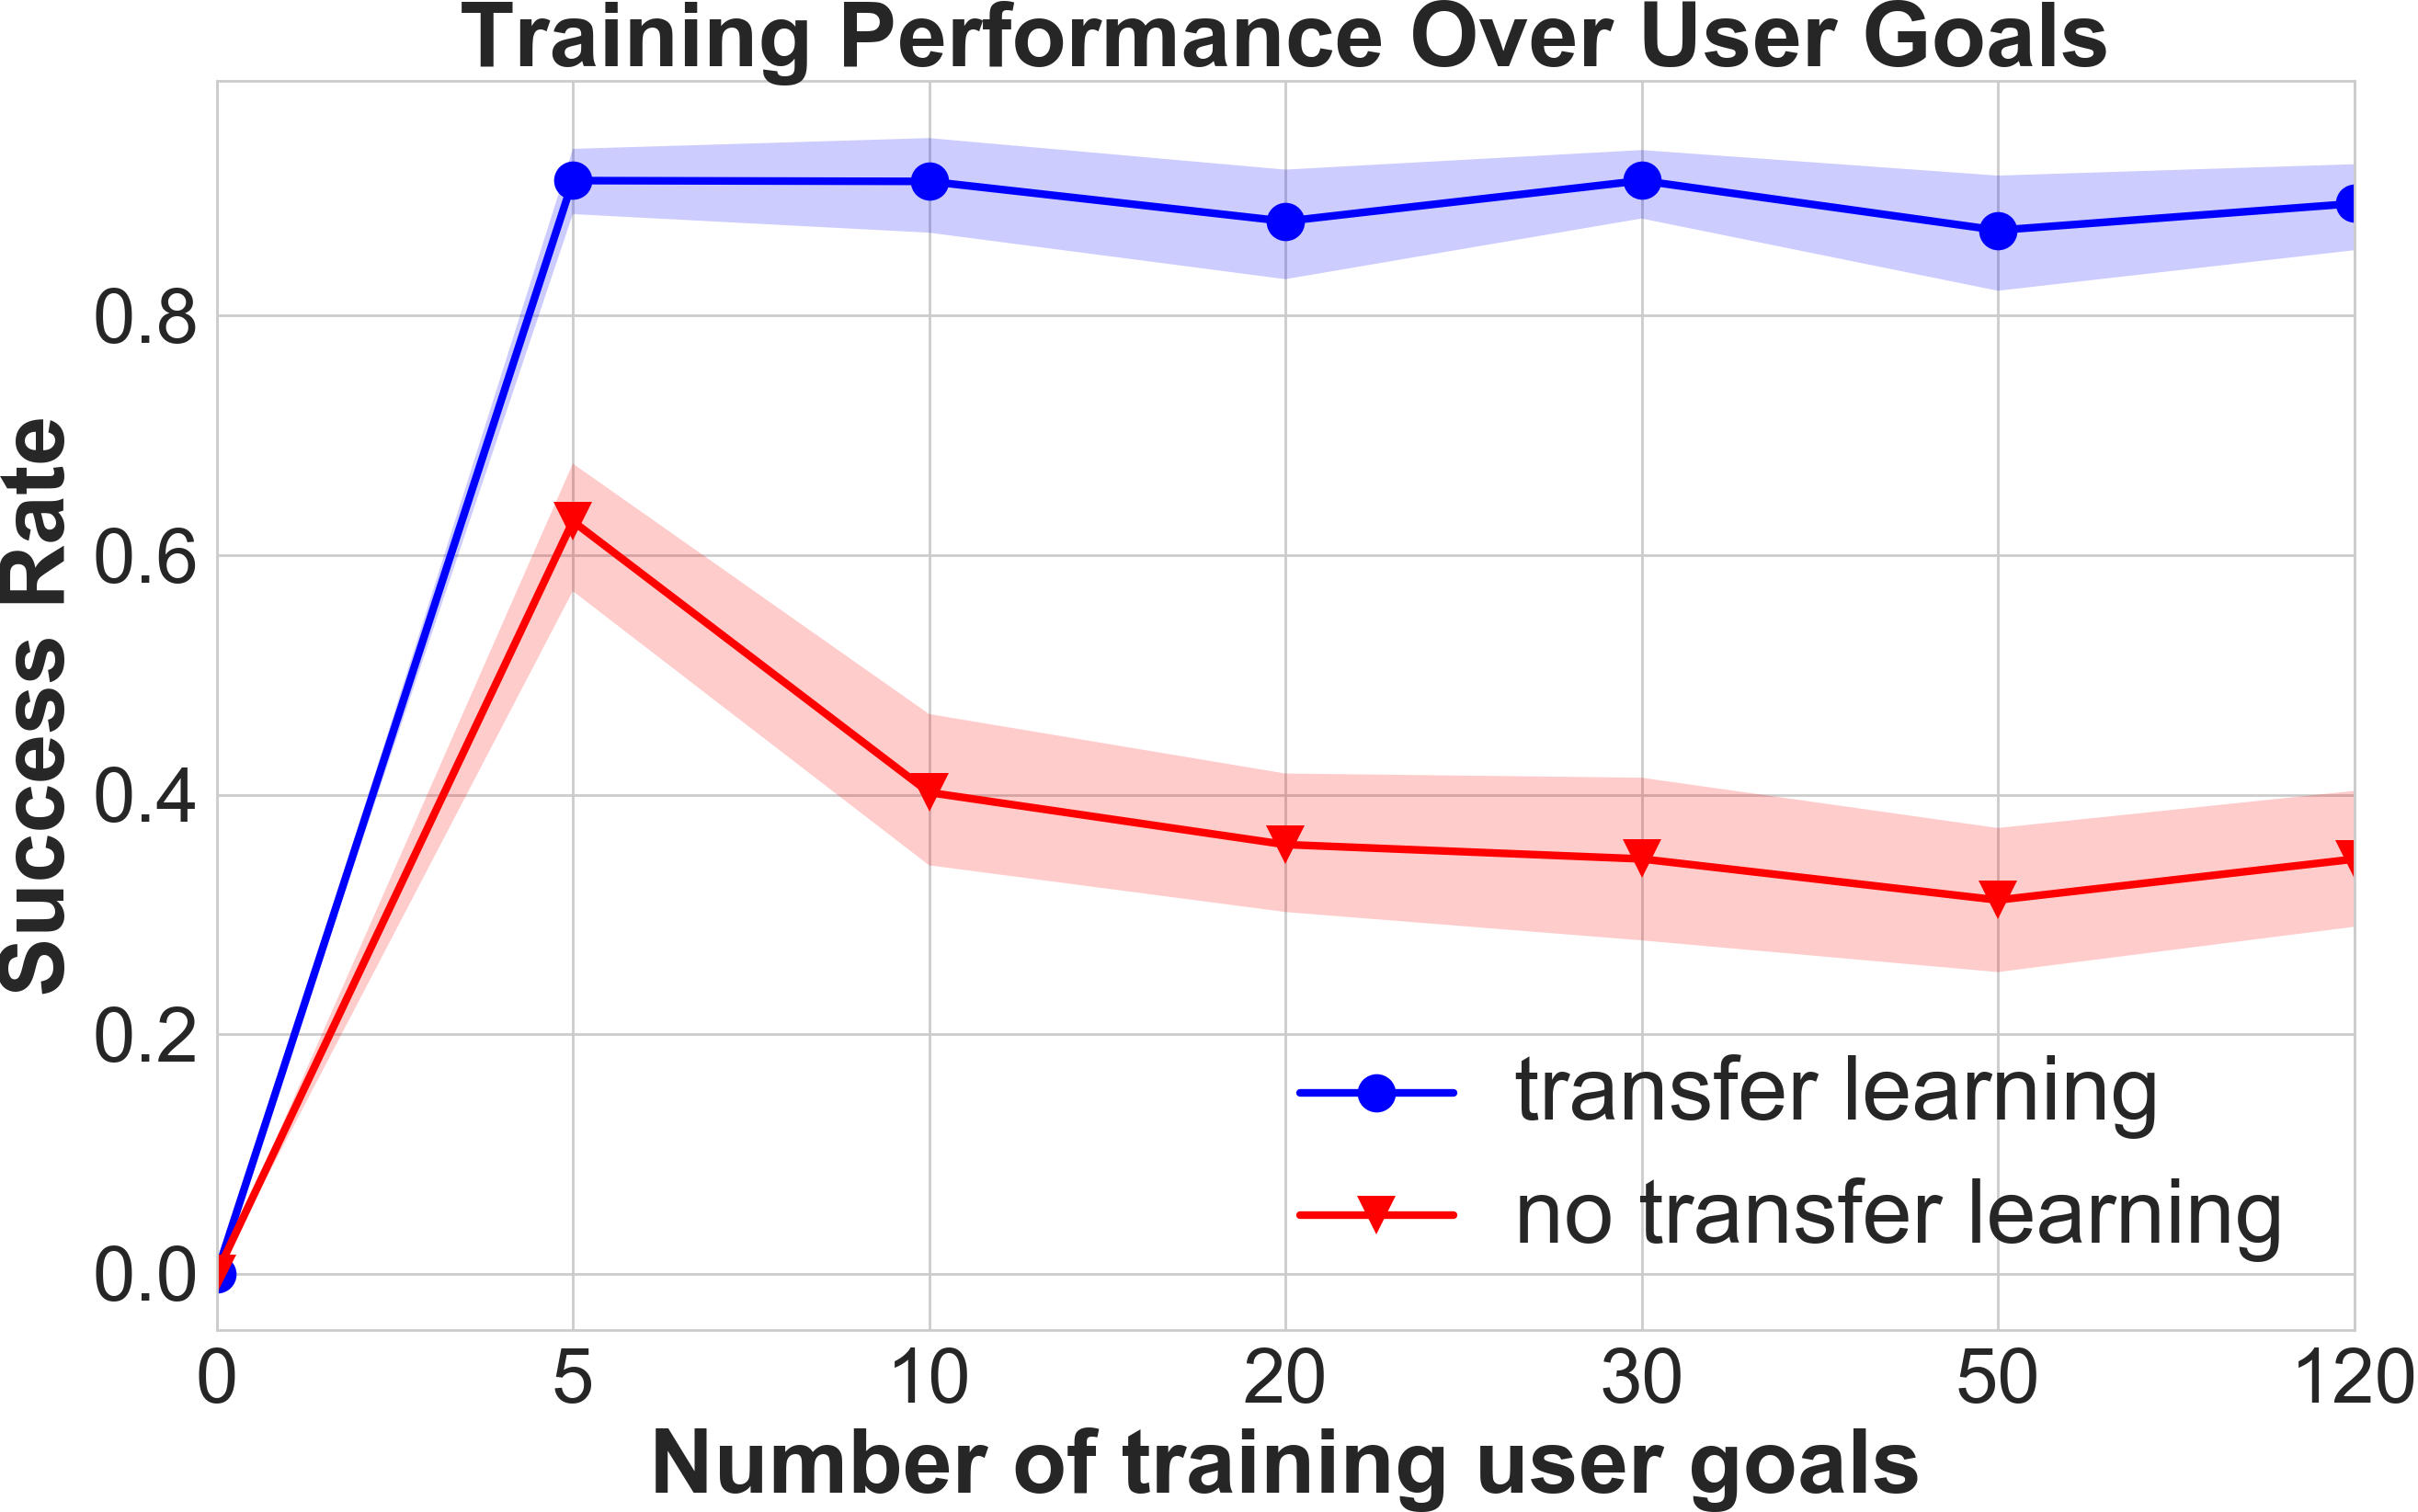 Training Performance Over User Goals
Success Rate
0.8
0.6
0.4
0.2
0.0
transfer learning
no transfer learning
0 5 10 20 30 50 120
Number of training user goals